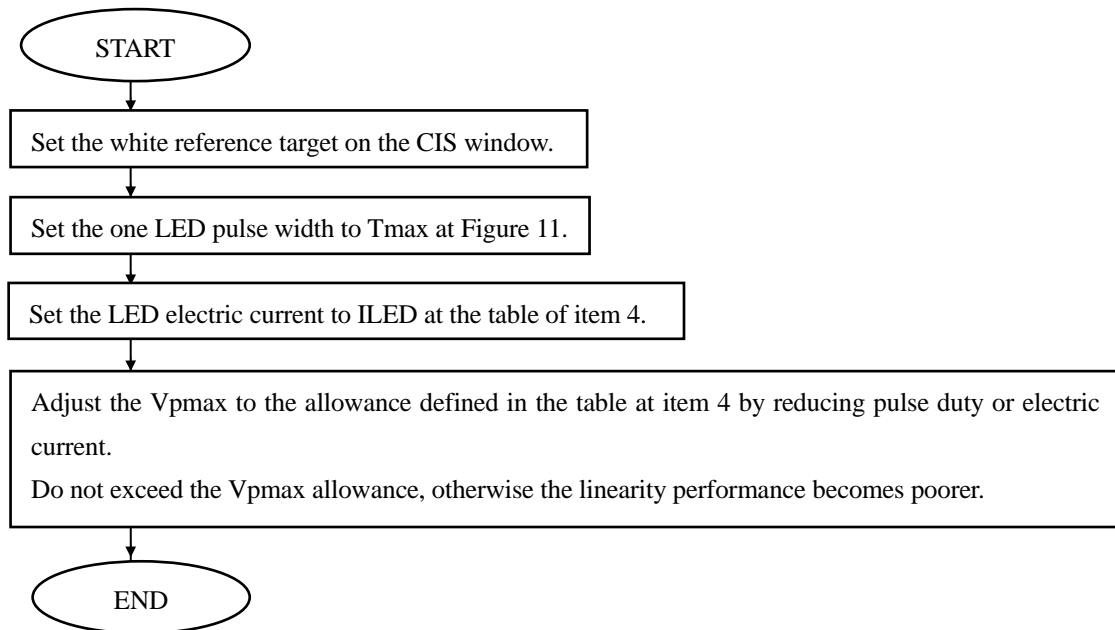 START
Set the white reference target on the CIS window.
Set the one LED pulse width to Tmax at Figure 11.
Set the LED electric current to ILED at the table of item 4.
Adjust the Vpmax to the allowance defined in the table at item 4 by reducing pulse duty or electric
current.
Do not exceed the Vpmax allowance, otherwise the linearity performance becomes poorer.
END